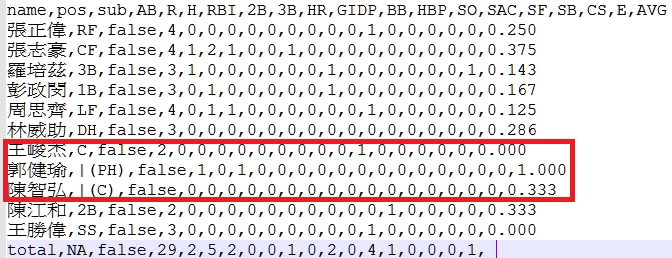 name,pos,sub,AB,R,H,RBI,2B,3B,HR,GIDP,BB,HBP,SO,SAC,SF,SB,CS,E,AVG
張正偉,RF,false,4,0,0,0,0,0,0,0,0,0,1,0,0,0,0,0,0.250
張志豪,CF,false,4,1,2,1,0,0,1,0,0,0,0,0,0,0,0,0,0.375
羅培茲,3B,false,3,1,0,0,0,0,0,0,1,0,0,0,0,0,0,1,0.143
彭政閔,1B,false,3,0,1,0,0,0,0,0,1,0,0,0,0,0,0,0,0.167
周思齊,LF,false,4,0,1,1,0,0,0,0,0,0,1,0,0,0,0,0,0.125
林威助,DH,false,3,0,0,0,0,0,0,0,0,0,0,0,0,0,0,0,0.286
王峻杰,C,false,2,0,0,0,0,0,0,0,0,0,1,0,0,0,0,0,0.000
郭健瑜,|(PH),false,1,0,1,0,0,0,0,0,0,0,0,0,0,0,0,0,1.000
陳智弘,|(C),false,0,0,0,0,0,0,0,0,0,0,0,0,0,0,0,0,0.333
陳江和,2B,false,2,0,0,0,0,0,0,0,0,0,0,1,0,0,0,0,0.333
王勝偉,SS,false,3,0,0,0,0,0,0,0,0,0,1,0,0,0,0,0,0.000
total,NA,false,29,2,5,2,0,0,1,0,2,0,4,1,0,0,0,1,